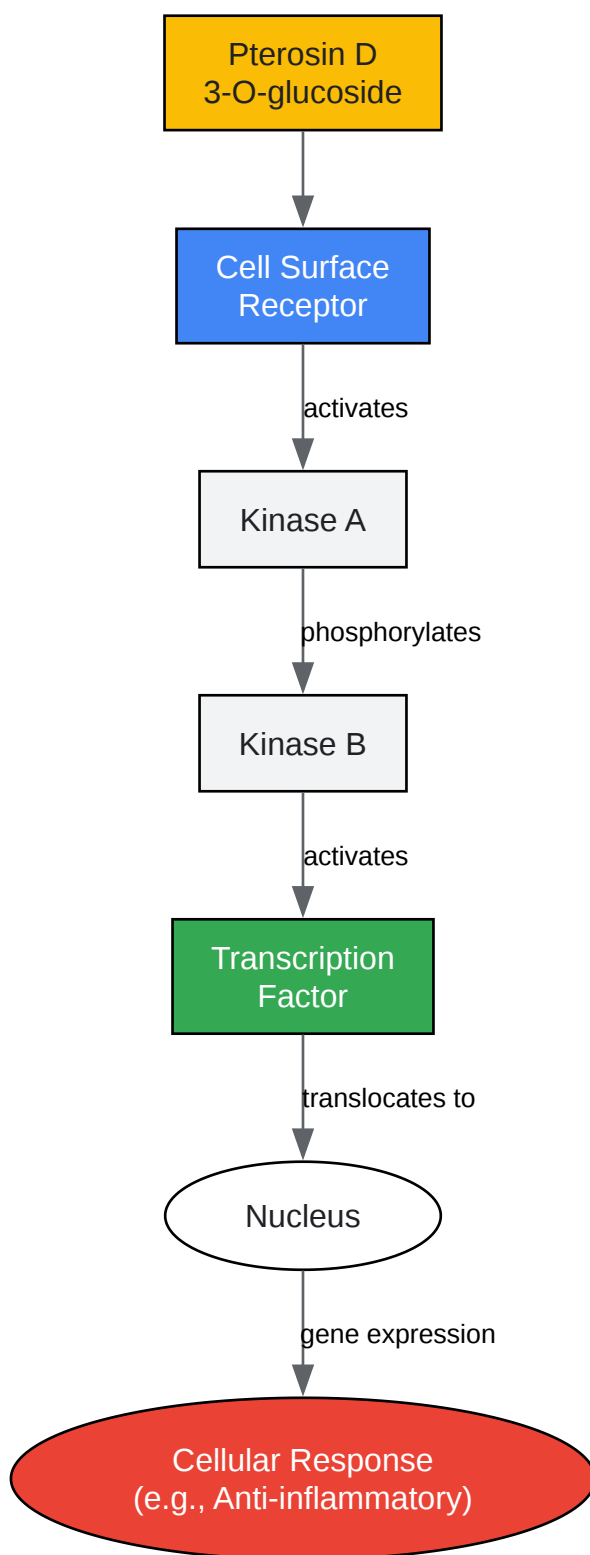 Pterosin D
3-O-glucoside
Cell Surface
Receptor
activates
Kinase A
phosphorylates
Kinase B
activates
Transcription
Factor
translocates to
Nucleus
gene expression
Cellular Response
(e.g., Anti-inflammatory)